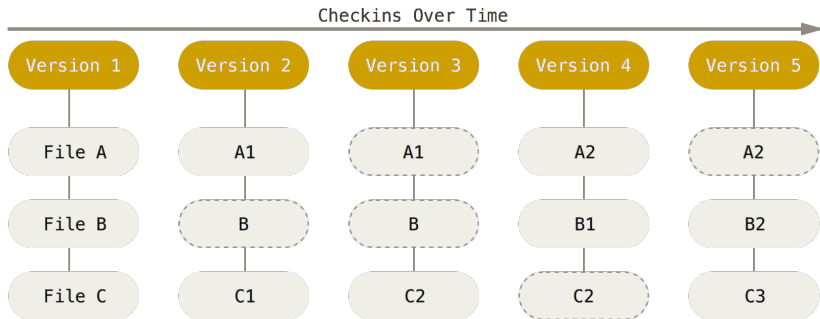 Checkins Over Time
Version 1 Version 2 Version 3 Version 4 Version 5
File A A1 A1 A2 A2
File B B B B1 B2
File C C1 C2 C2 C3